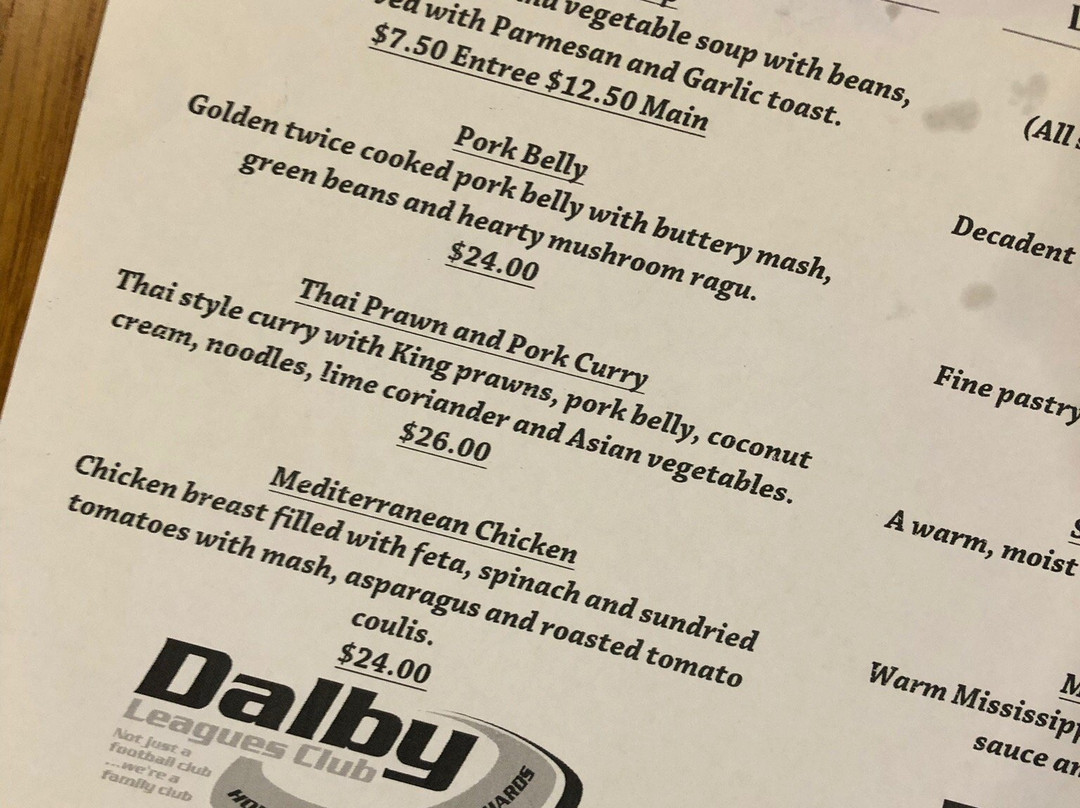 vegetable soup with beans,
with Parmesan and Garlic toast.
$7.50 Entree $12.50 Main
Pork Belly
Golden twice cooked pork belly with buttery mash,
green beans and hearty mushroom ragu.
$24.00
Thai Prawn and Pork Curry
Thai style curry with King prawns, pork belly, coconut
cream, noodles, lime coriander and Asian vegetables.
$26.00
Mediterranean Chicken
Chicken breast filled with feta, spinach and sundried
tomatoes with mash, asparagus and roasted tomato
coulis.
$24.00
Dalby
Leagues Club
Not just a
football club
...we're a
family club
(All
Decadent
Fine pastry
A warm, moist
Warm
sauce